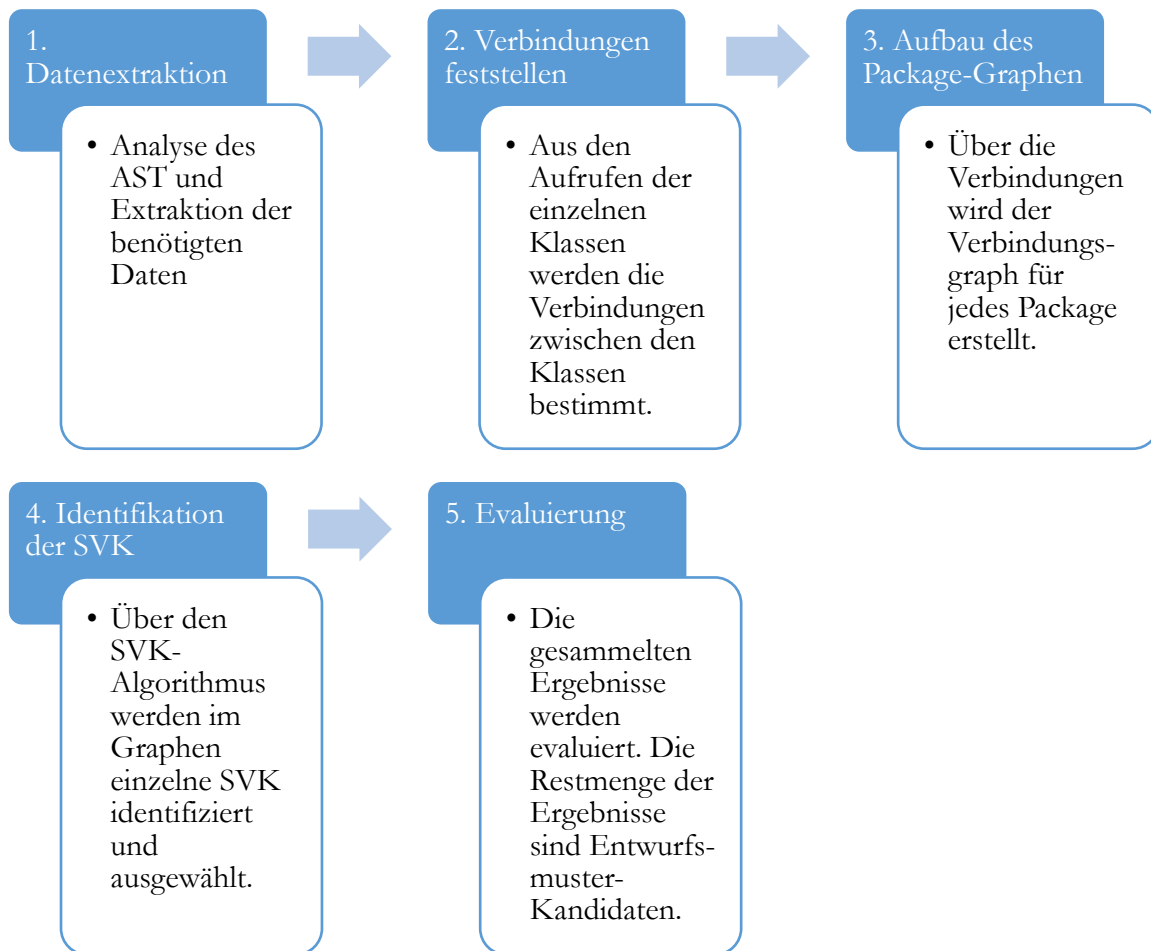 1.
Datenextraktion
• Analyse des
AST und
Extraktion der
benötigten
Daten
2. Verbindungen
feststellen
• Aus den
Aufrufen der
einzelnen
Klassen
werden die
Verbindungen
zwischen den
Klassen
bestimmt.
3. Aufbau des
Package-Graphen
• Über die
Verbindungen
wird der
Verbindungs-
graph für
jedes Package
erstellt.
4. Identifikation
der SVK
• Über den
SVK-
Algorithmus
werden im
Graphen
einzelne SVK
identifiziert
und
ausgewählt.
5. Evaluierung
• Die
gesammelten
Ergebnisse
werden
evaluiert. Die
Restmenge der
Ergebnisse
sind Entwurfs-
muster-
Kandidaten.